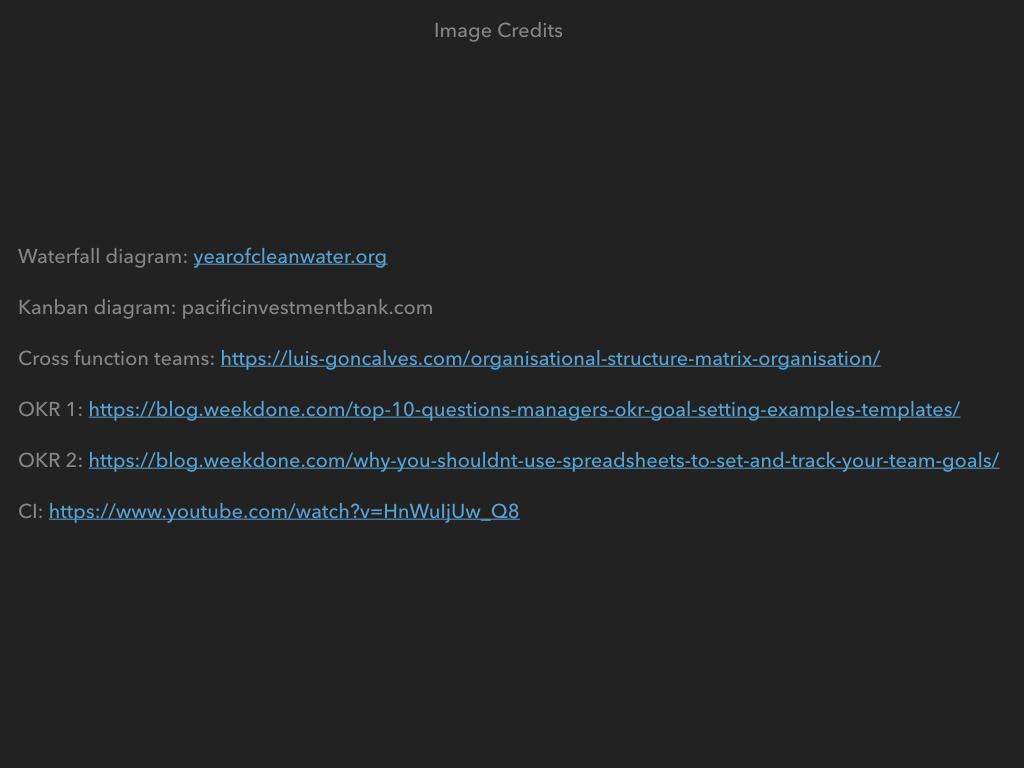 Image Credits
Waterfall diagram: yearofcleanwater.org
Kanban diagram: pacificinvestmentbank.com
Cross function teams: https://luis-goncalves.com/organisational-structure-matrix-organisation/
OKR 1: https://blog.weekdone.com/top-10-questions-managers-okr-goal-setting-examples-templates/
OKR 2: https://blog.weekdone.com/why-you-shouldnt-use-spreadsheets-to-set-and-track-your-team-goals/
CI: https://www.youtube.com/watch?v=HnWuIjUw_Q8